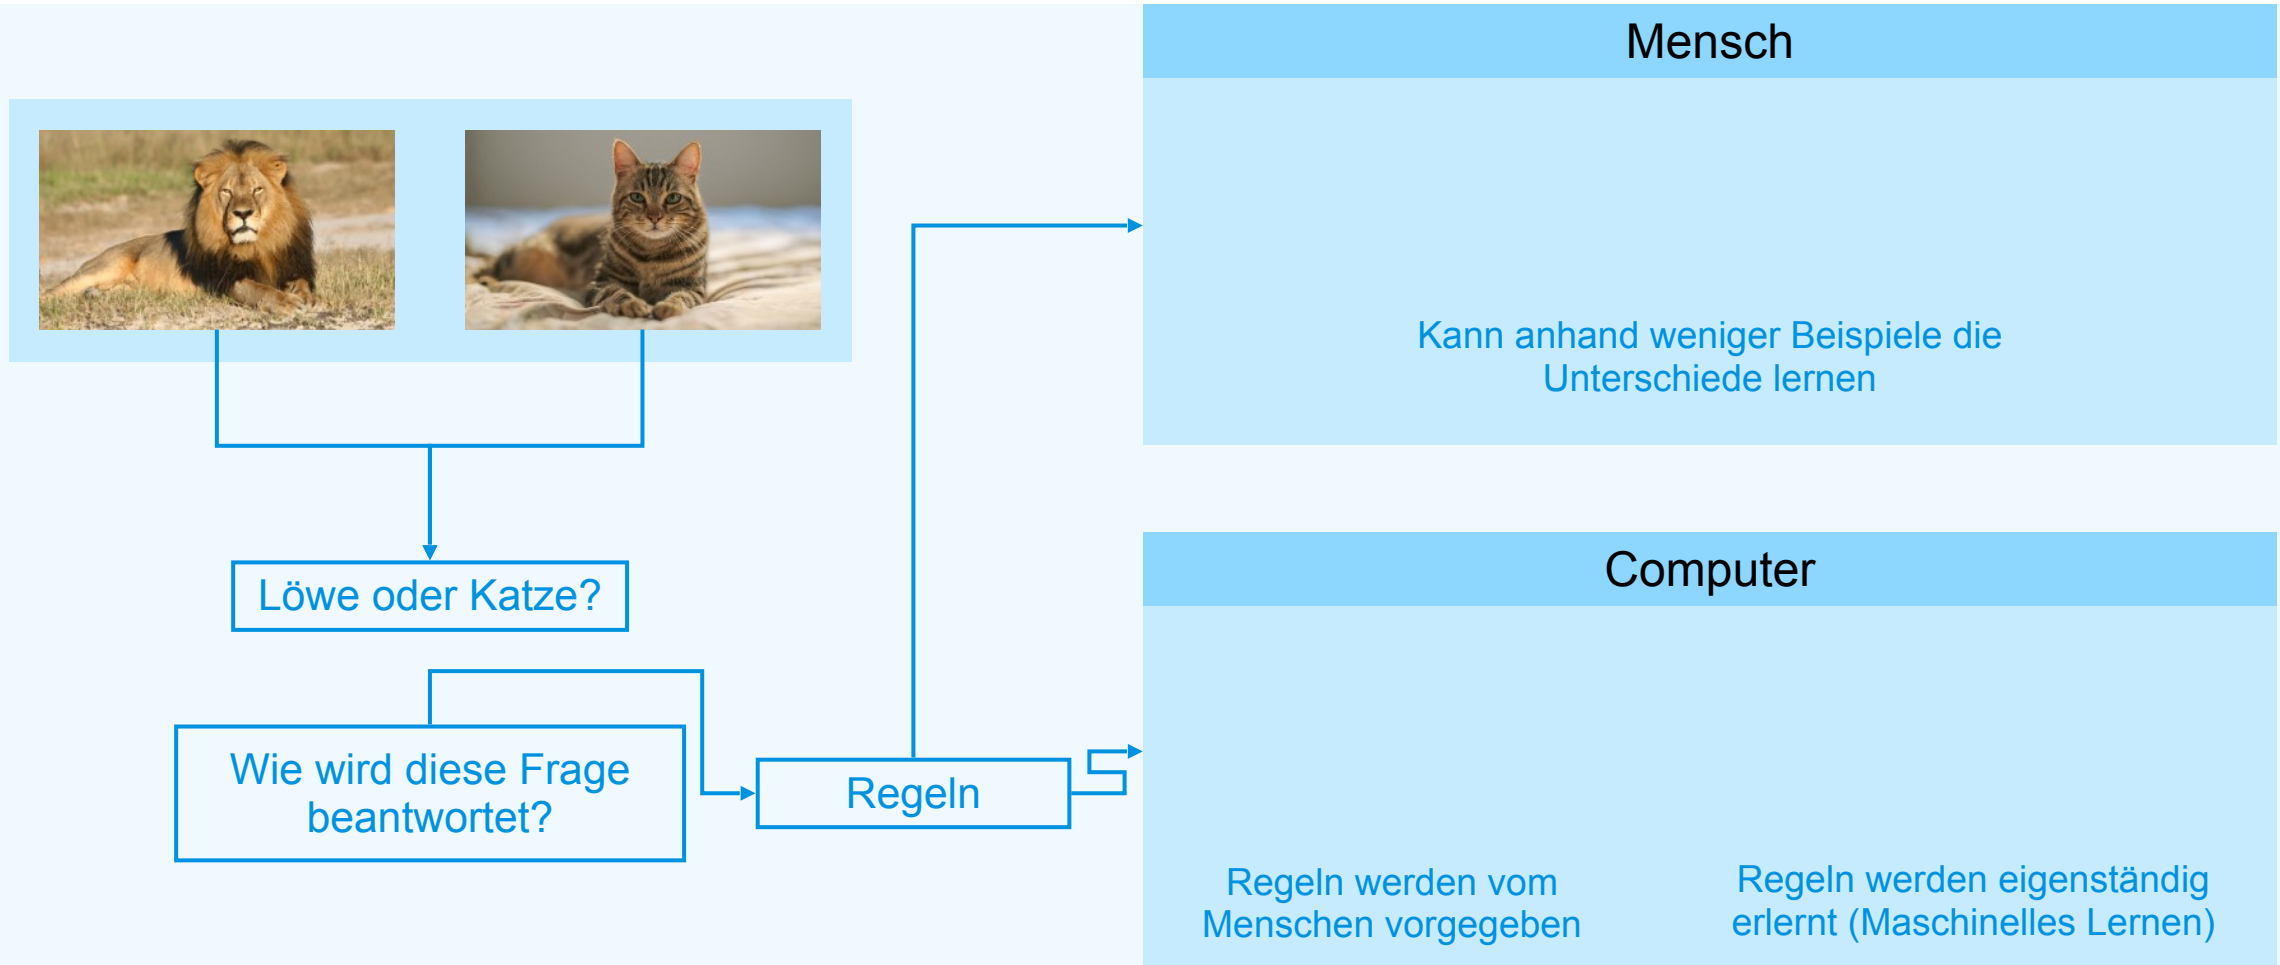 Mensch
Kann anhand weniger Beispiele die
Unterschiede lernen
Löwe oder Katze?
Wie wird diese Frage
beantwortet?
Regeln
Computer
Regeln werden vom
Menschen vorgegeben
Regeln werden eigenständig
erlernt (Maschinelles Lernen)